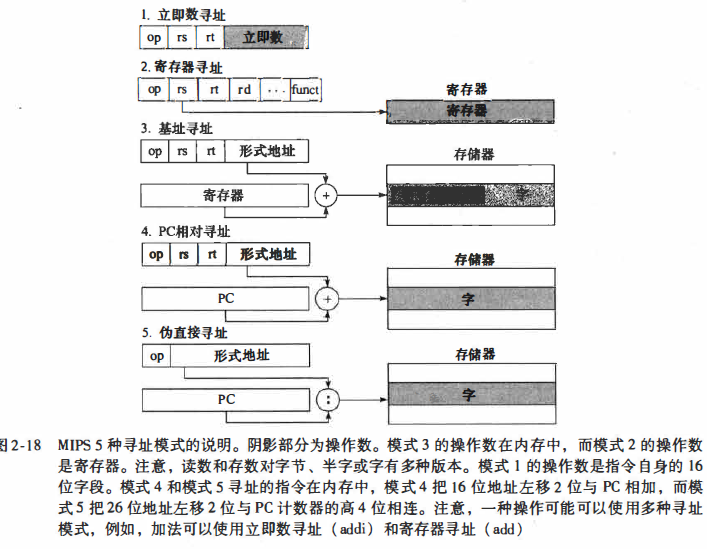 1. 立即数寻址
op rs rt 立即数
2.寄存器寻址
op rs rt rd ... funct
寄存器
寄存器
3. 基址寻址
op rs rt 形式地址
存储器
寄存器 + 字
4. PC相对寻址
op rs rt 形式地址
存储器
PC + 字
5. 伪直接寻址
op 形式地址
存储器
PC : 字
图2-18 MIPS 5 种寻址模式的说明。阴影部分为操作数。模式 3 的操作数在内存中，而模式 2 的操作数
是寄存器。注意，读数和存数对字节、半字或字有多种版本。模式 1 的操作数是指令自身的 16
位字段。模式 4 和模式 5 寻址的指令在内存中，模式 4 把 16 位地址左移 2 位与 PC 相加，而模
式 5 把 26 位地址左移 2 位与 PC 计数器的高 4 位相连。注意，一种操作可能可以使用多种寻址
模式，例如，加法可以使用立即数寻址（addi）和寄存器寻址（add）